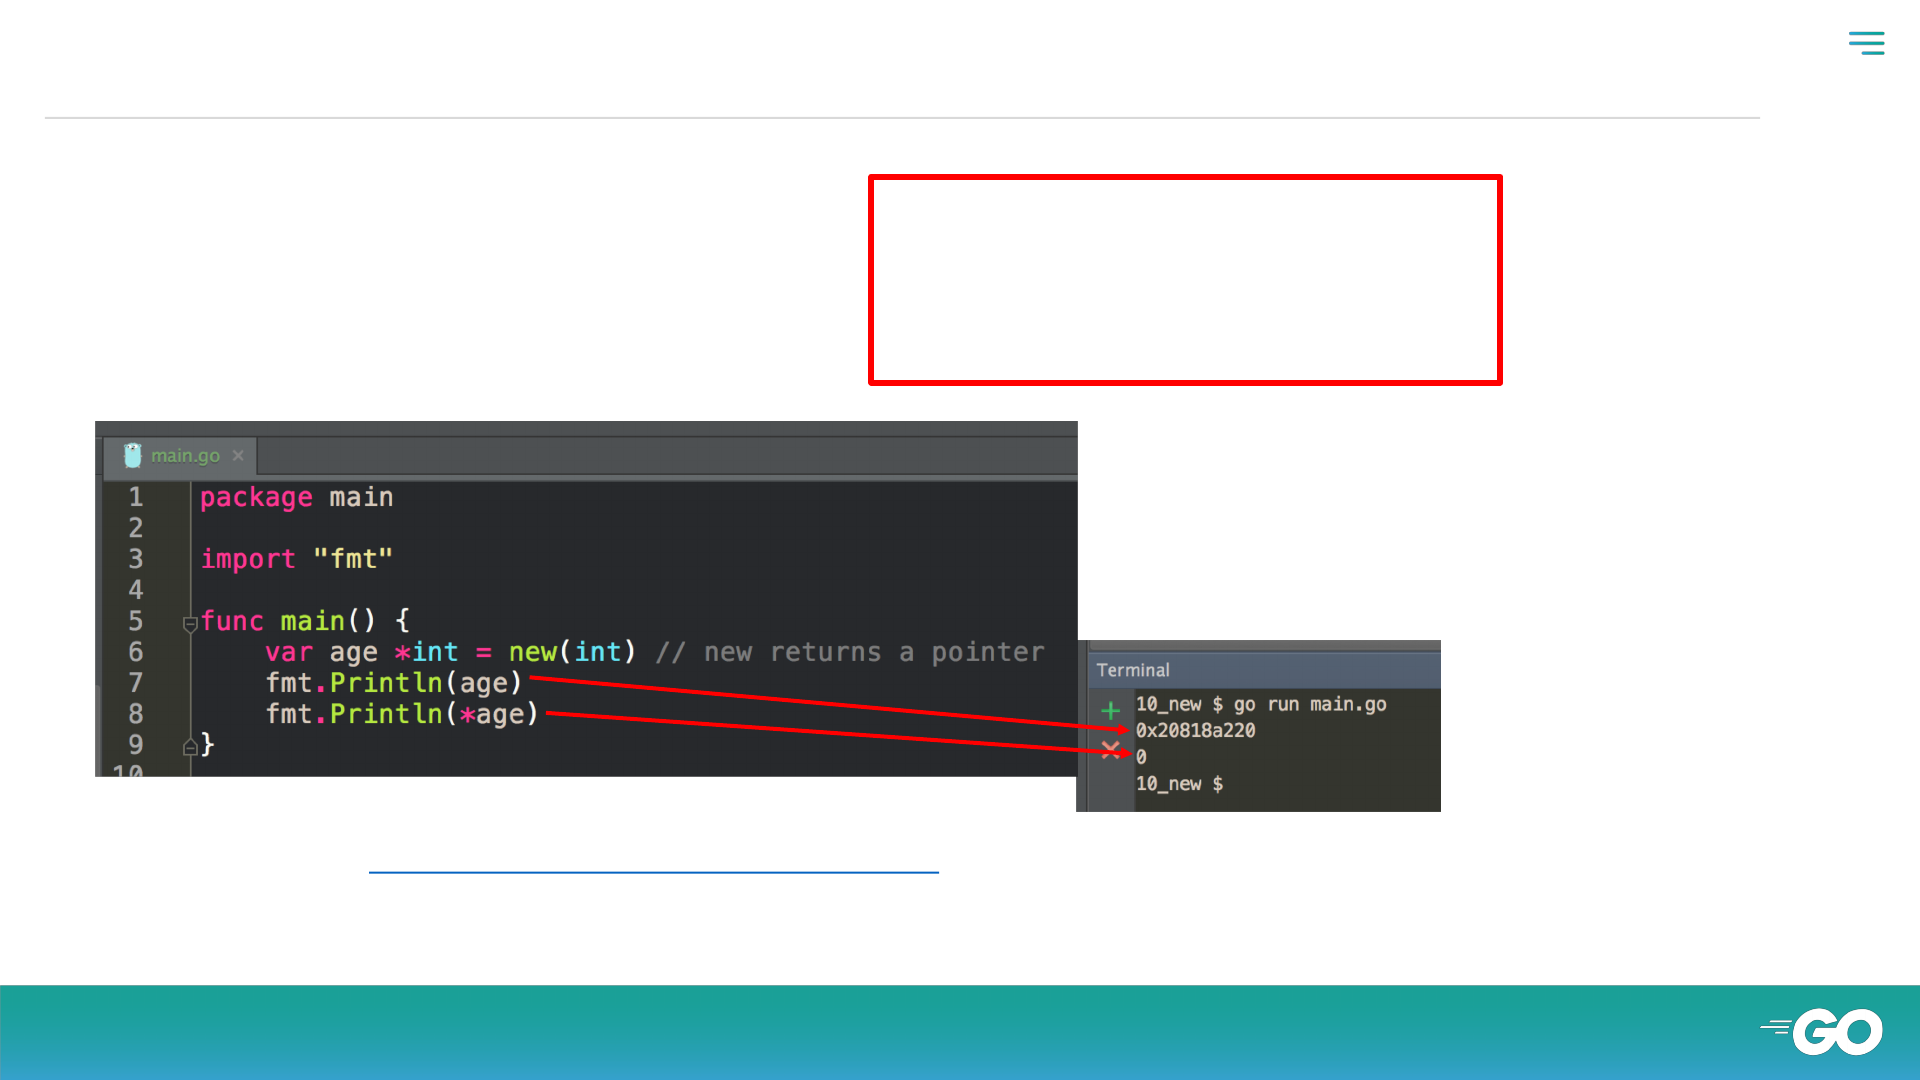 main.go ×
1 package main
2
3 import "fmt"
4
5 func main() {
6 var age *int = new(int) // new returns a pointer
7 fmt.Println(age)
8 fmt.Println(*age)
9 }
10
Terminal
10_new $ go run main.go
0x20818a220
0
10_new $
GO